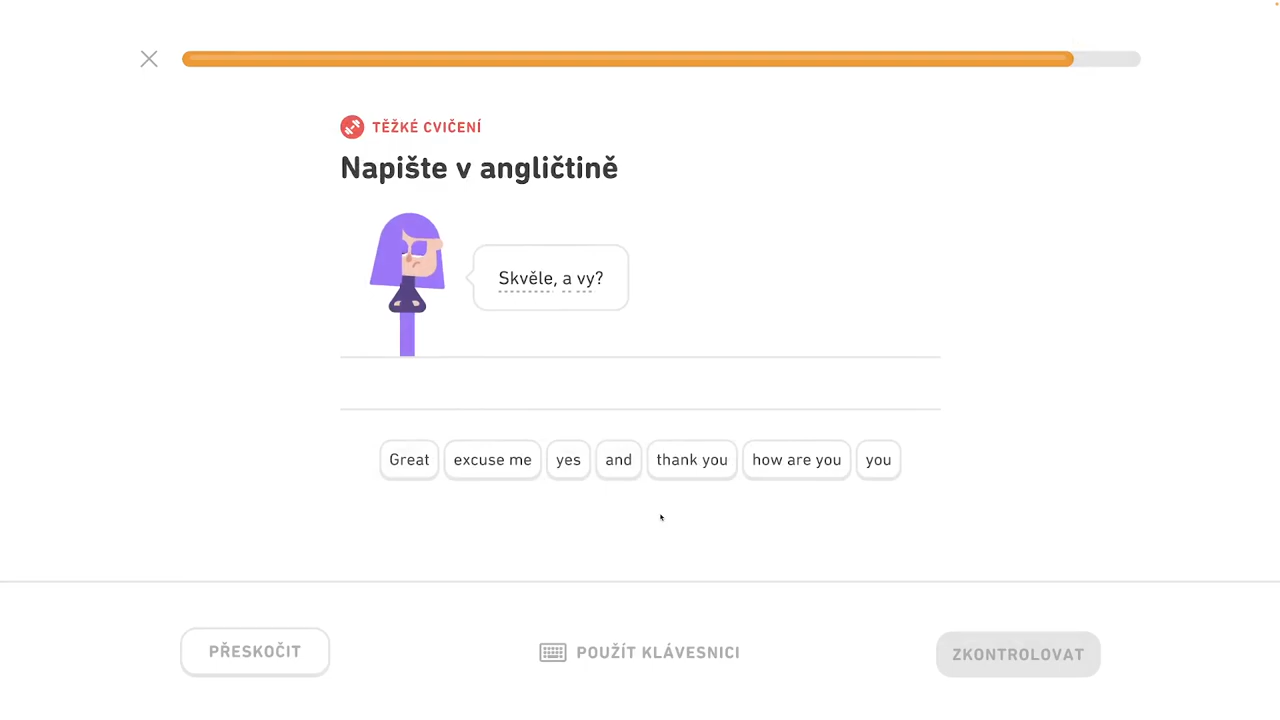 TĚŽKÉ CVIČENÍ
Napište v angličtině
Skvěle, a vy?
Great excuse me yes and thank you how are you you
PŘESKOČIT POUŽÍT KLÁVESNICI ZKONTROLOVAT